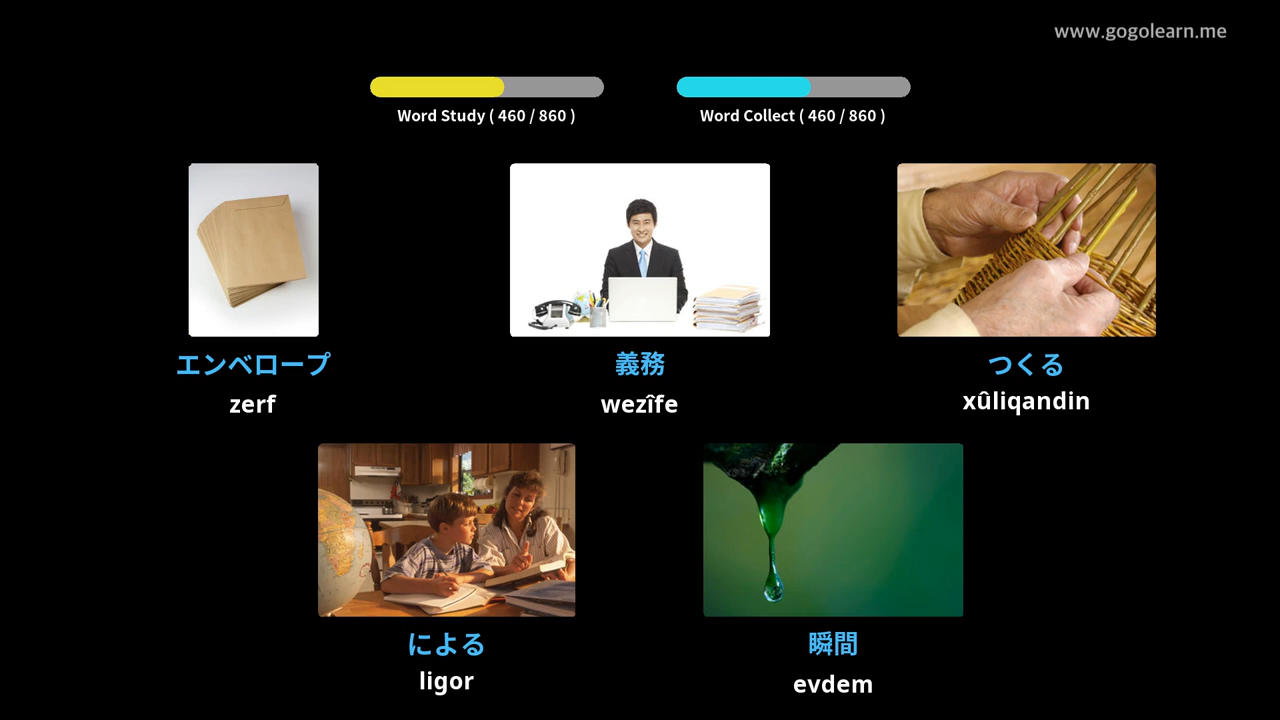 www.gogolearn.me
Word Study ( 460 / 860 )
Word Collect ( 460 / 860 )
エンベロープ
zerf
義務
wezîfe
つくる
xûliqandin
による
ligor
瞬間
evdem